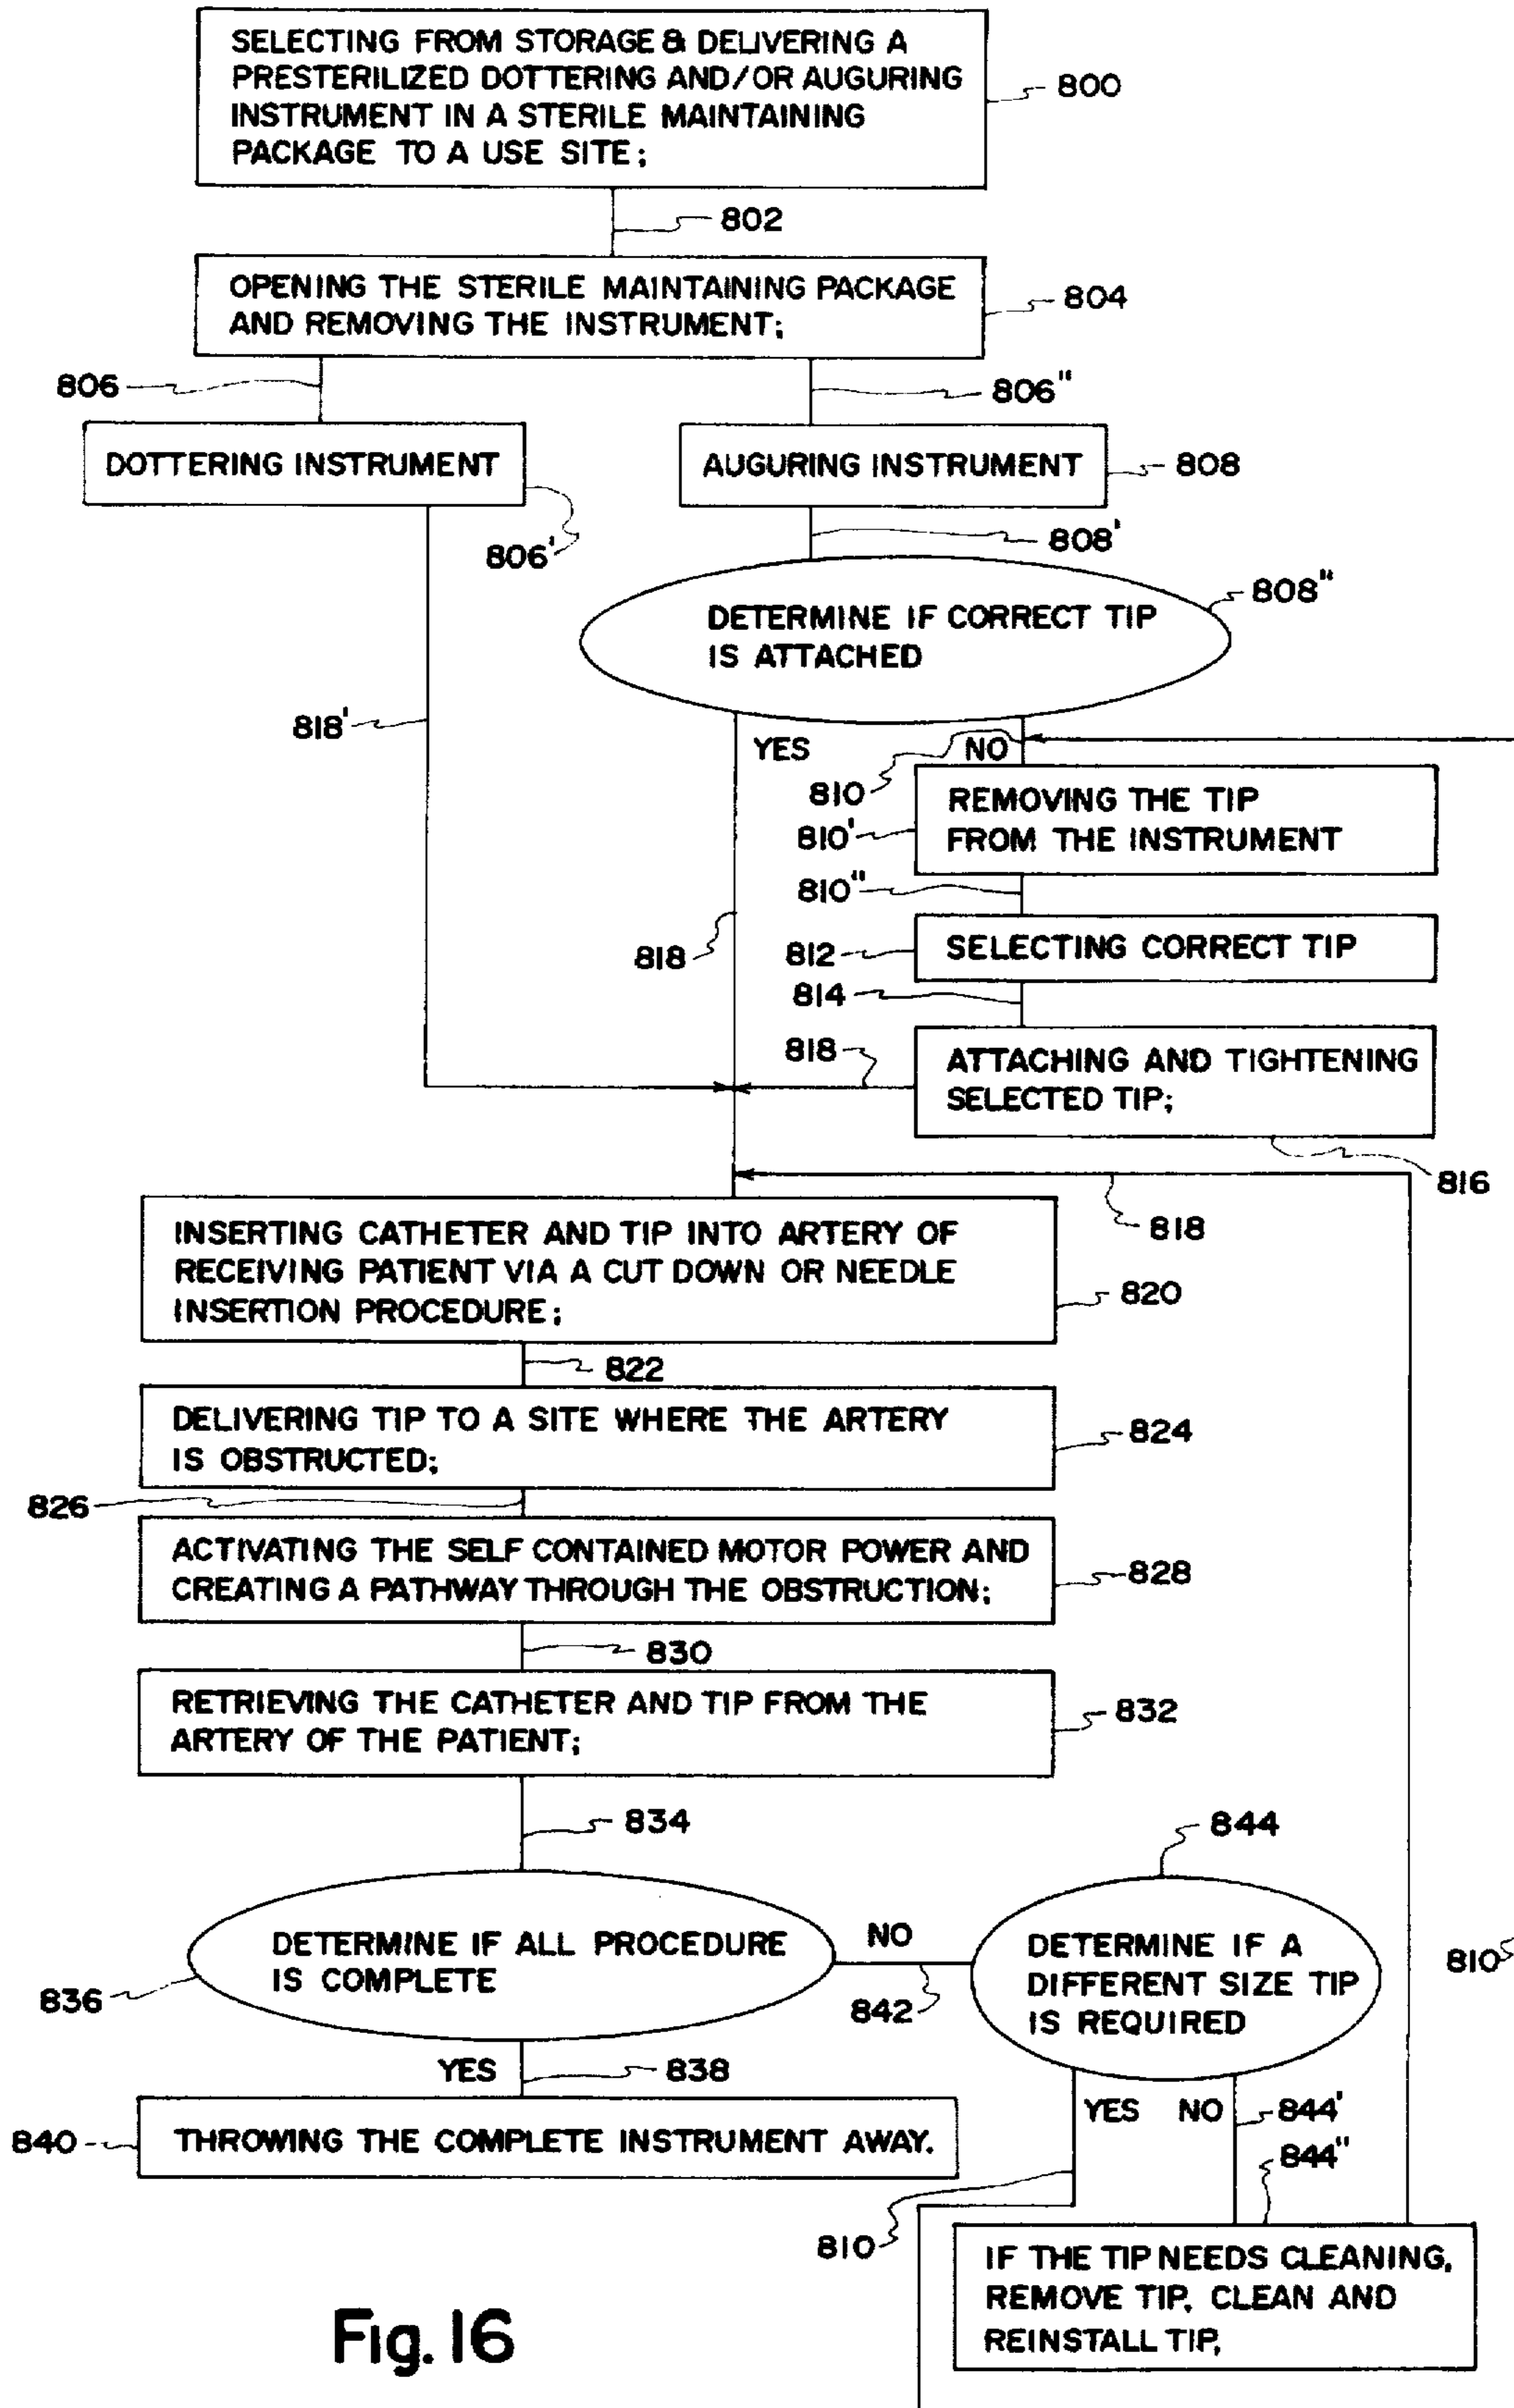 SELECTING FROM STORAGE & DELIVERING A
PRESTERILIZED DOTTERING AND/OR AUGURING
INSTRUMENT IN A STERILE MAINTAINING
PACKAGE TO A USE SITE;
800
802
OPENING THE STERILE MAINTAINING PACKAGE
AND REMOVING THE INSTRUMENT;
804
806
806"
DOTTERING INSTRUMENT
806'
AUGURING INSTRUMENT
808
808'
DETERMINE IF CORRECT TIP
IS ATTACHED
808"
818'
YES
NO
810
REMOVING THE TIP
FROM THE INSTRUMENT
810'
810"
818
812
SELECTING CORRECT TIP
814
818
ATTACHING AND TIGHTENING
SELECTED TIP;
816
818
INSERTING CATHETER AND TIP INTO ARTERY OF
RECEIVING PATIENT VIA A CUT DOWN OR NEEDLE
INSERTION PROCEDURE;
820
822
DELIVERING TIP TO A SITE WHERE THE ARTERY
IS OBSTRUCTED;
824
826
ACTIVATING THE SELF CONTAINED MOTOR POWER AND
CREATING A PATHWAY THROUGH THE OBSTRUCTION;
828
830
RETRIEVING THE CATHETER AND TIP FROM THE
ARTERY OF THE PATIENT;
832
834
844
DETERMINE IF ALL PROCEDURE
IS COMPLETE
836
NO
842
DETERMINE IF A
DIFFERENT SIZE TIP
IS REQUIRED
810
YES
838
840
THROWING THE COMPLETE INSTRUMENT AWAY.
YES
NO
844'
844"
810
IF THE TIP NEEDS CLEANING,
REMOVE TIP, CLEAN AND
REINSTALL TIP,
Fig. 16